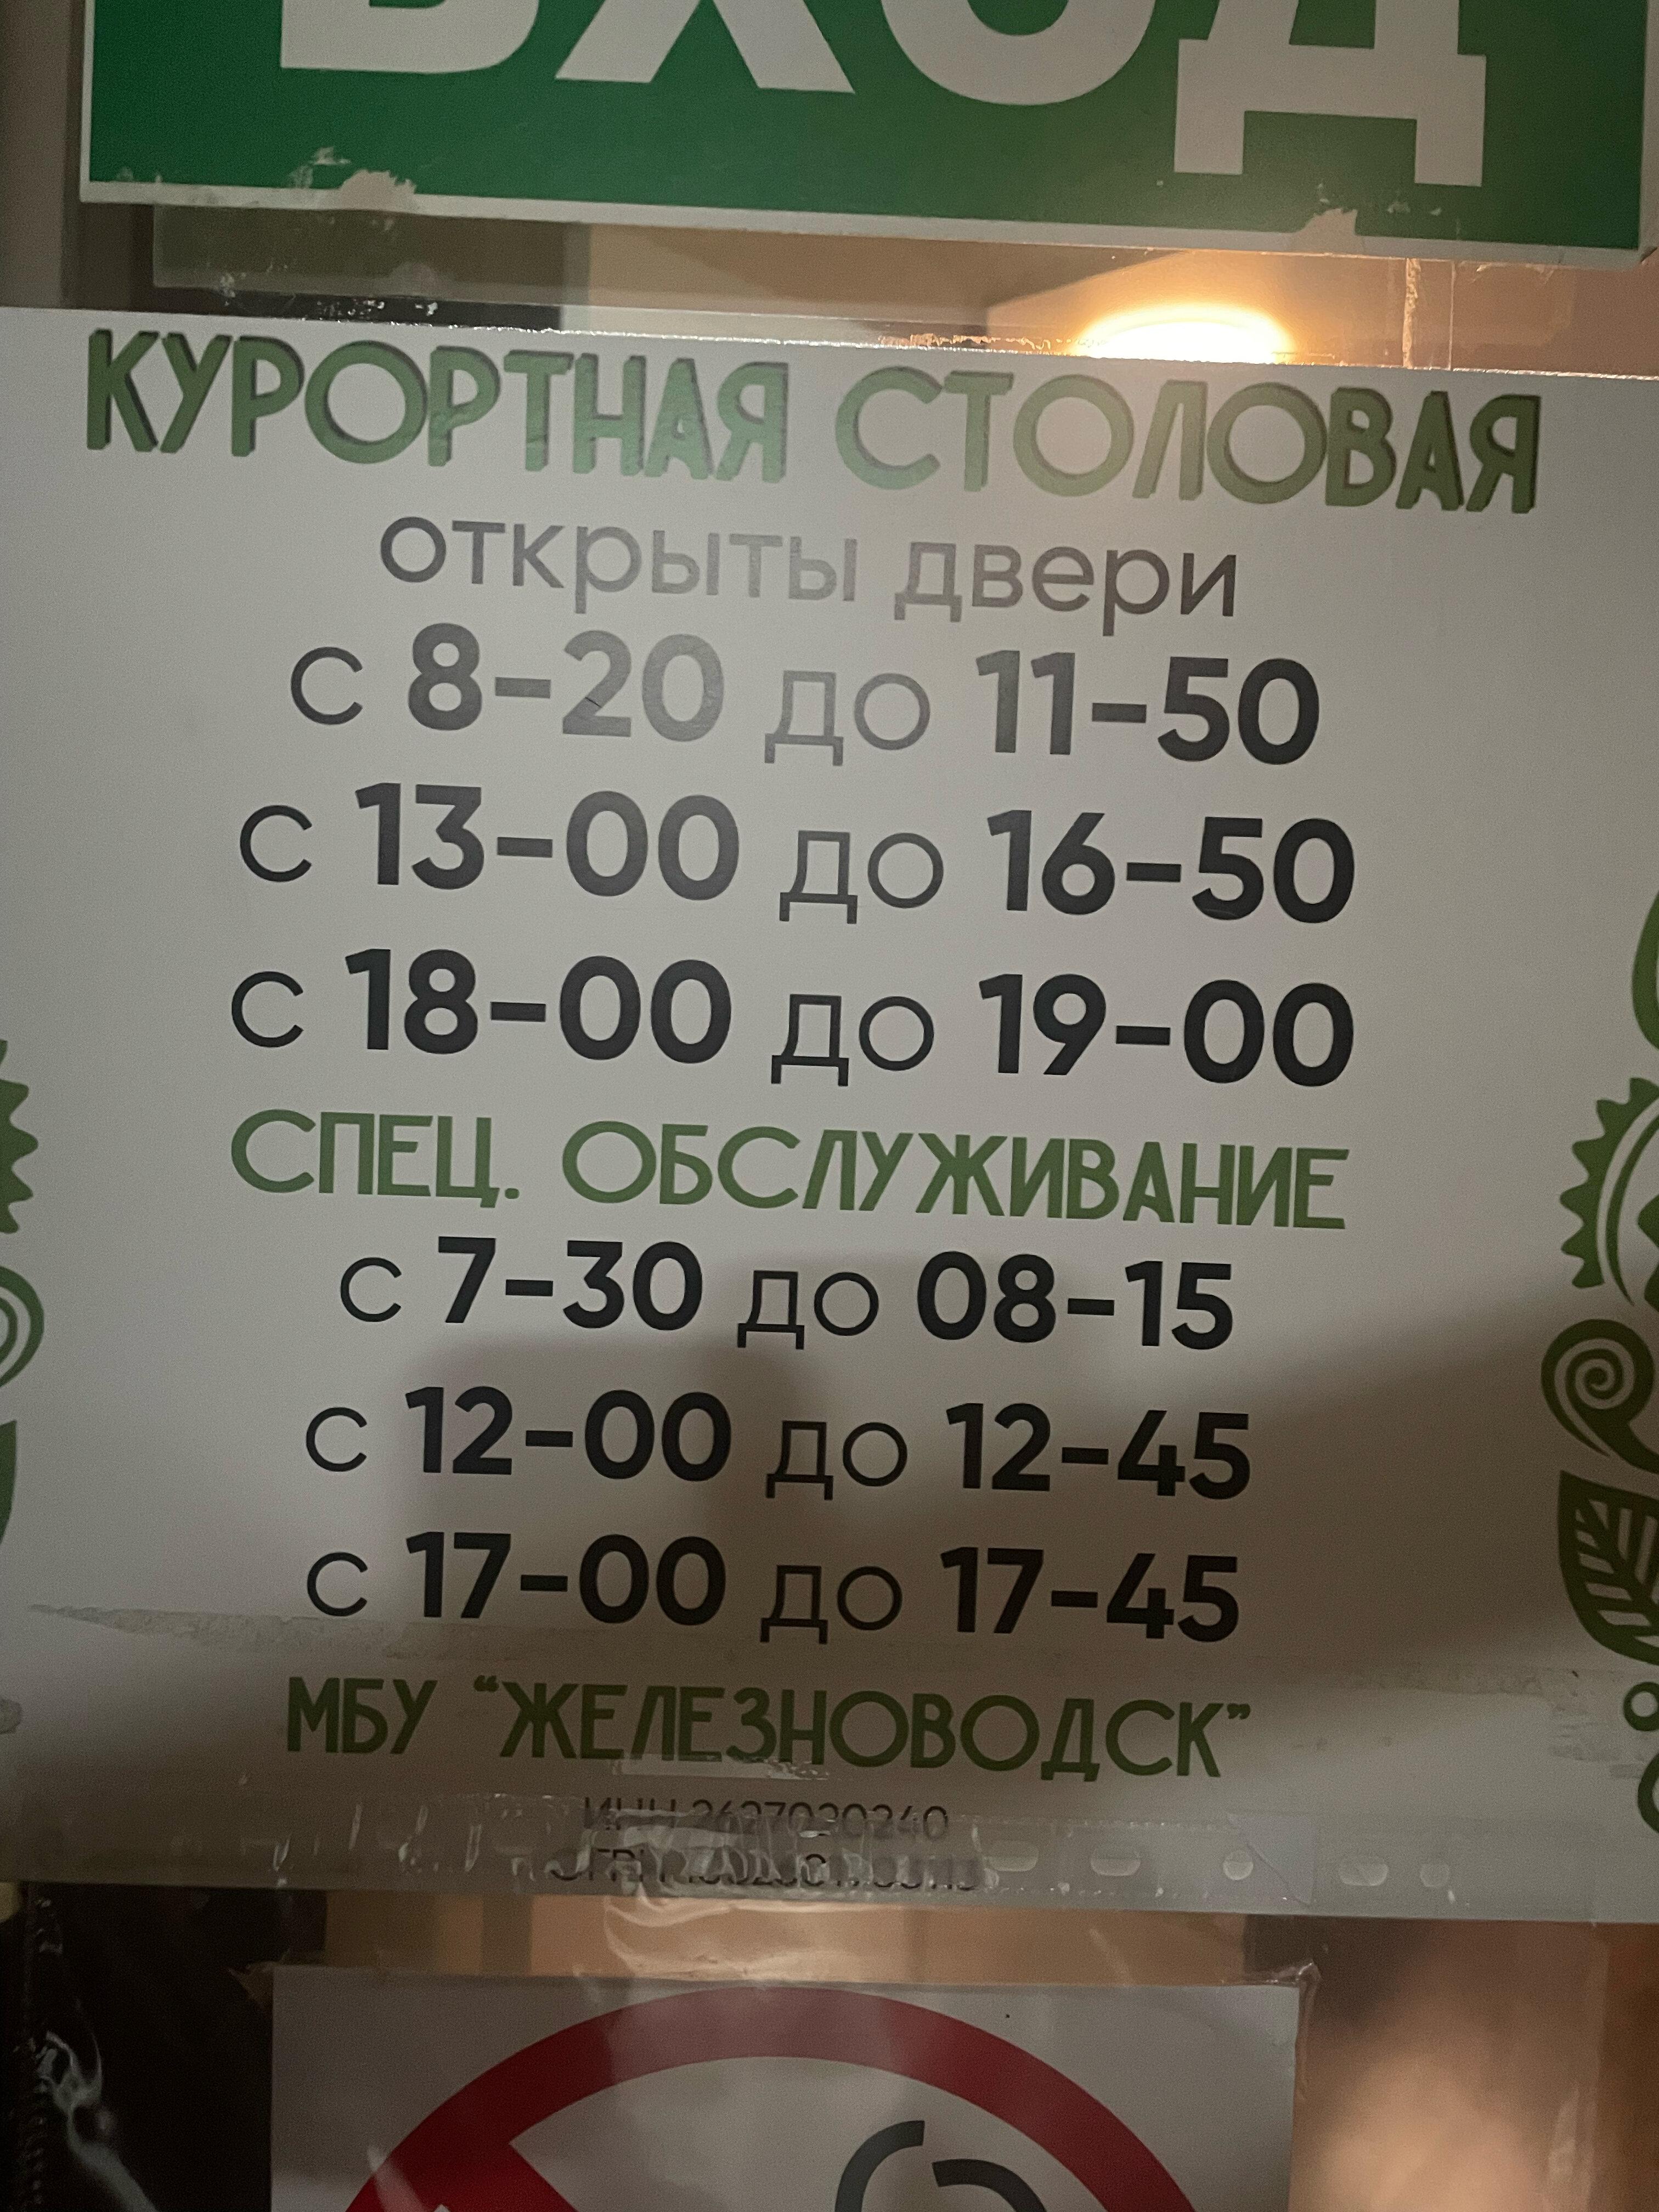 ВХОД
КУРОРТНАЯ СТОЛОВАЯ
открыты двери
с 8-20 до 11-50
с 13-00 до 16-50
с 18-00 до 19-00
СПЕЦ. ОБСЛУЖИВАНИЕ
с 7-30 до 08-15
с 12-00 до 12-45
с 17-00 до 17-45
МБУ “ЖЕЛЕЗНОВОДСК”
ИНН